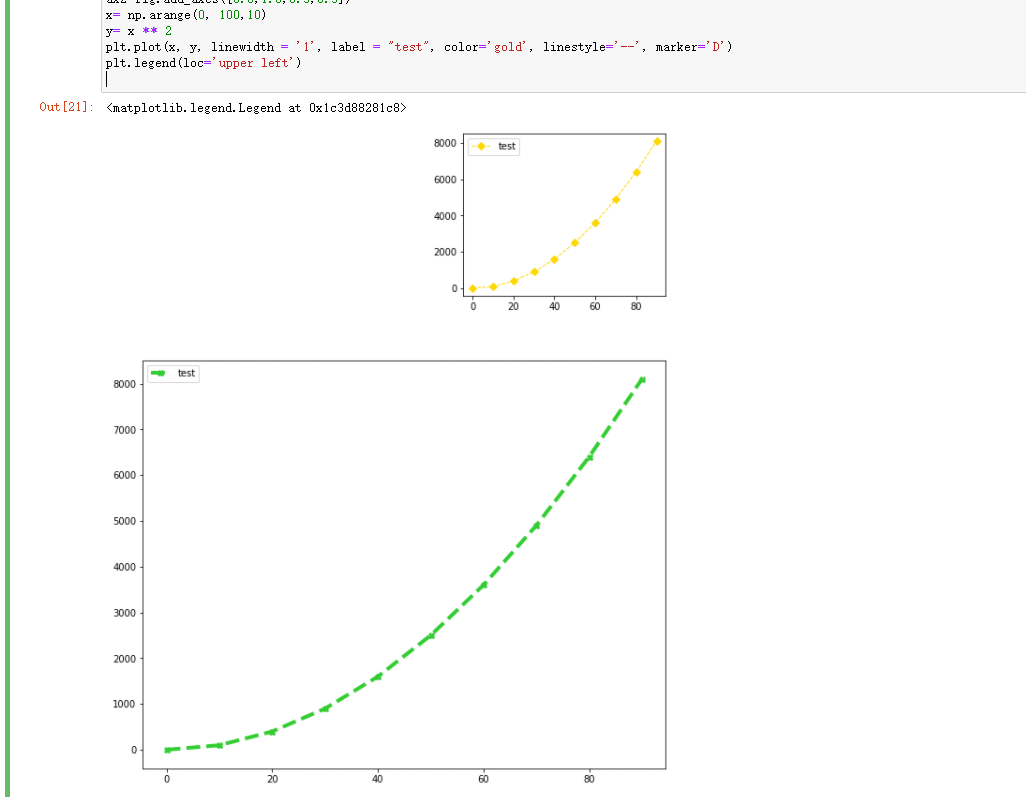 x= np.arange(0, 100,10)
y= x ** 2
plt.plot(x, y, linewidth = '1', label = "test", color='gold', linestyle='--', marker='D')
plt.legend(loc='upper left')
Out[21]: <matplotlib.legend.Legend at 0x1c3d88281c8>
test
8000
6000
4000
2000
0
0 20 40 60 80
test
8000
7000
6000
5000
4000
3000
2000
1000
0
0 20 40 60 80